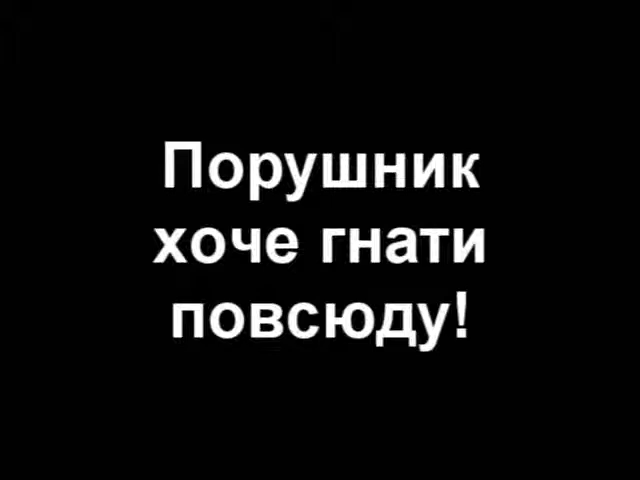 Порушник
хоче гнати
повсюду!